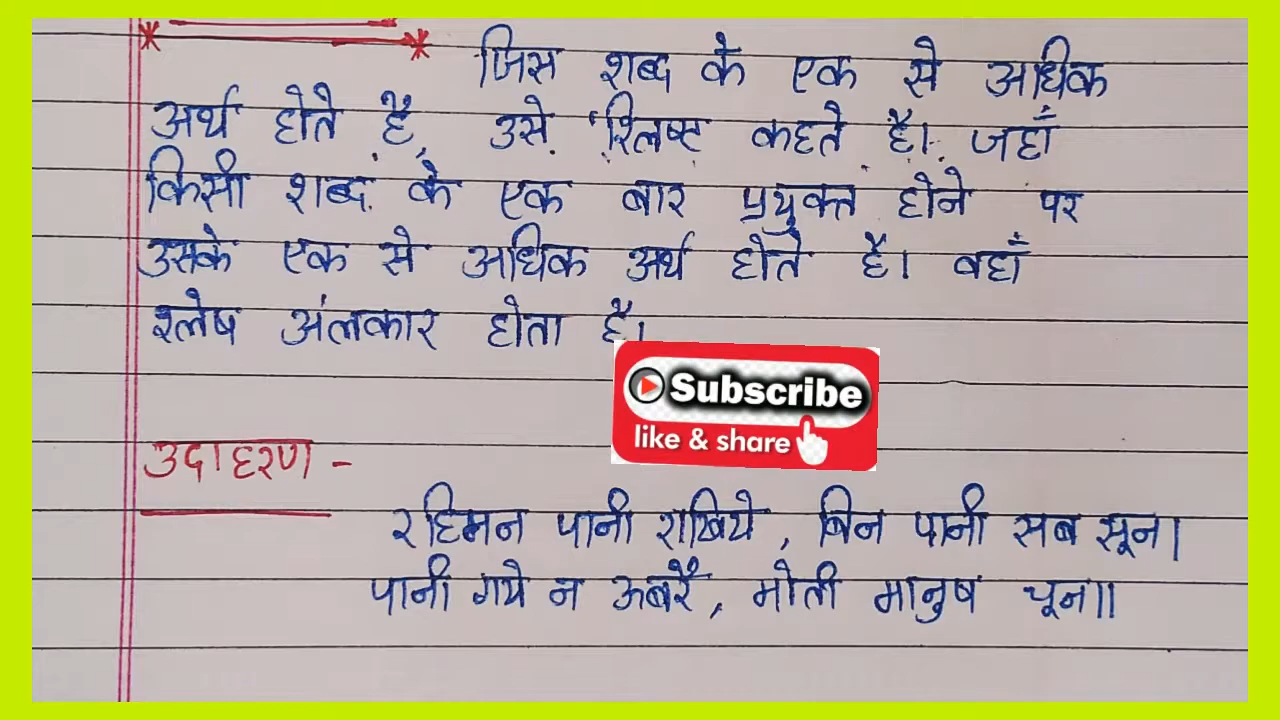 जिस शब्द के एक से अधिक
अर्थ होते है, उसे 'श्लिष्ट कहते है। जहाँ
किसी शब्द के एक बार प्रयुक्त होने पर
उसके एक से अधिक अर्थ होते है। वहाँ
श्लेष अंलकार होता है।
Subscribe
like & share
उदाहरण -
रहिमन पानी राखिये, बिन पानी सब सून।
पानी गये न ऊबरै, मोती मानुष चून॥